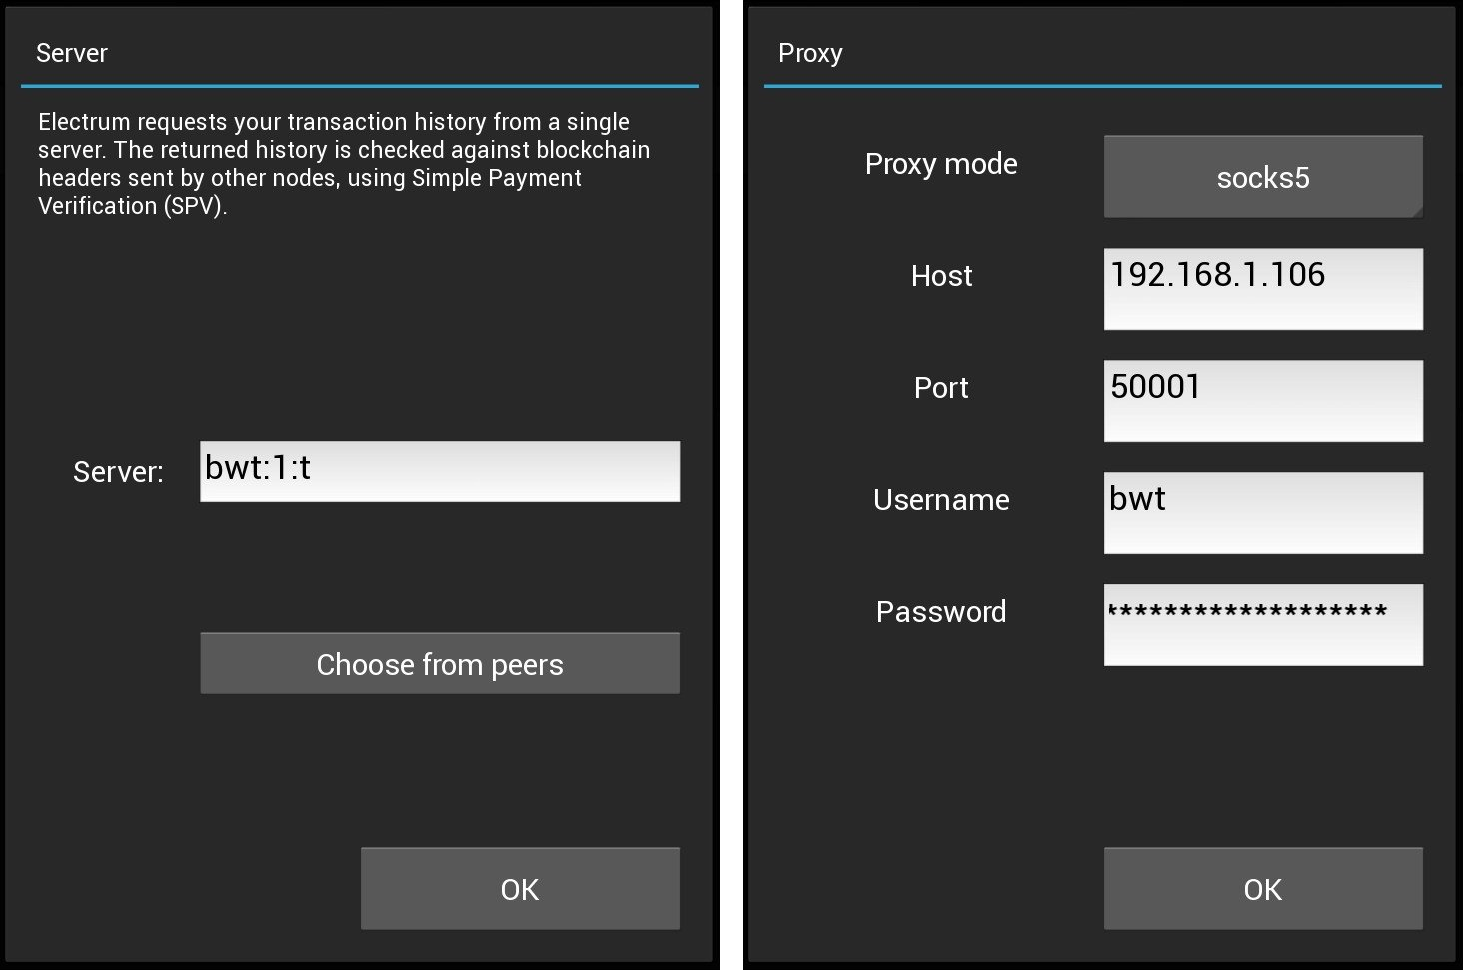 Server
Electrum requests your transaction history from a single
server. The returned history is checked against blockchain
headers sent by other nodes, using Simple Payment
Verification (SPV).
Server: bwt:1:t
Choose from peers
OK
Proxy
Proxy mode socks5
Host 192.168.1.106
Port 50001
Username bwt
Password *******************
OK